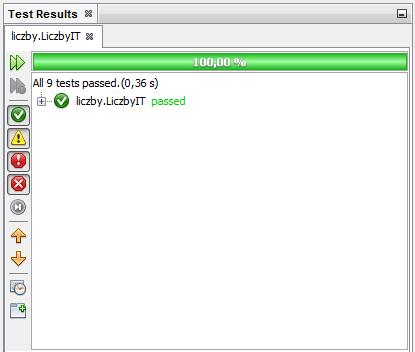 Test Results
liczby.LiczbyIT
100,00 %
All 9 tests passed.(0,36 s)
liczby.LiczbyIT passed